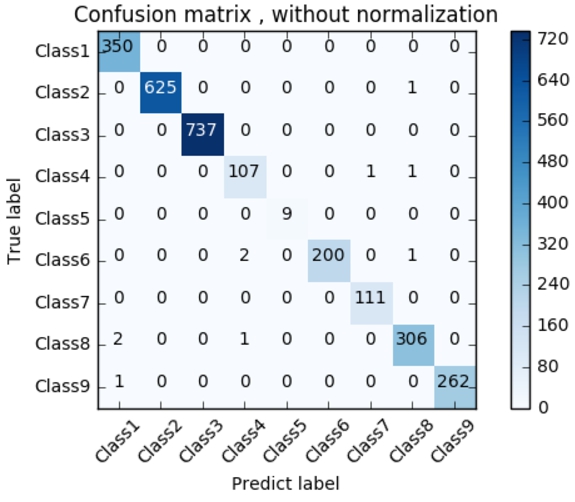 Confusion matrix , without normalization
Class1 350 0 0 0 0 0 0 0 0
Class2 0 625 0 0 0 0 0 1 0
Class3 0 0 737 0 0 0 0 0 0
Class4 0 0 0 107 0 0 1 1 0
Class5 0 0 0 0 9 0 0 0 0
Class6 0 0 0 2 0 200 0 1 0
Class7 0 0 0 0 0 0 111 0 0
Class8 2 0 0 1 0 0 0 306 0
Class9 1 0 0 0 0 0 0 0 262
True label
Class1 Class2 Class3 Class4 Class5 Class6 Class7 Class8 Class9
Predict label
720
640
560
480
400
320
240
160
80
0